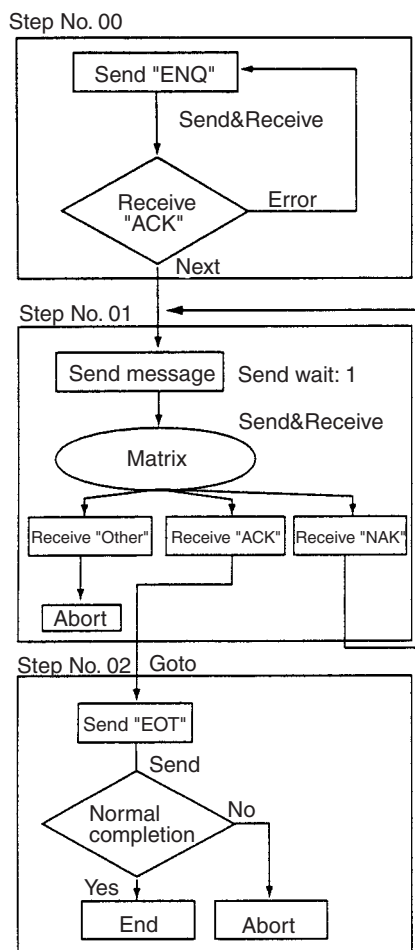 Step No. 00
Send "ENQ"
Send&Receive
Receive
"ACK"
Error
Next
Step No. 01
Send message
Send wait: 1
Send&Receive
Matrix
Receive "Other"
Receive "ACK"
Receive "NAK"
Abort
Step No. 02
Goto
Send "EOT"
Send
Normal
completion
No
Yes
End
Abort